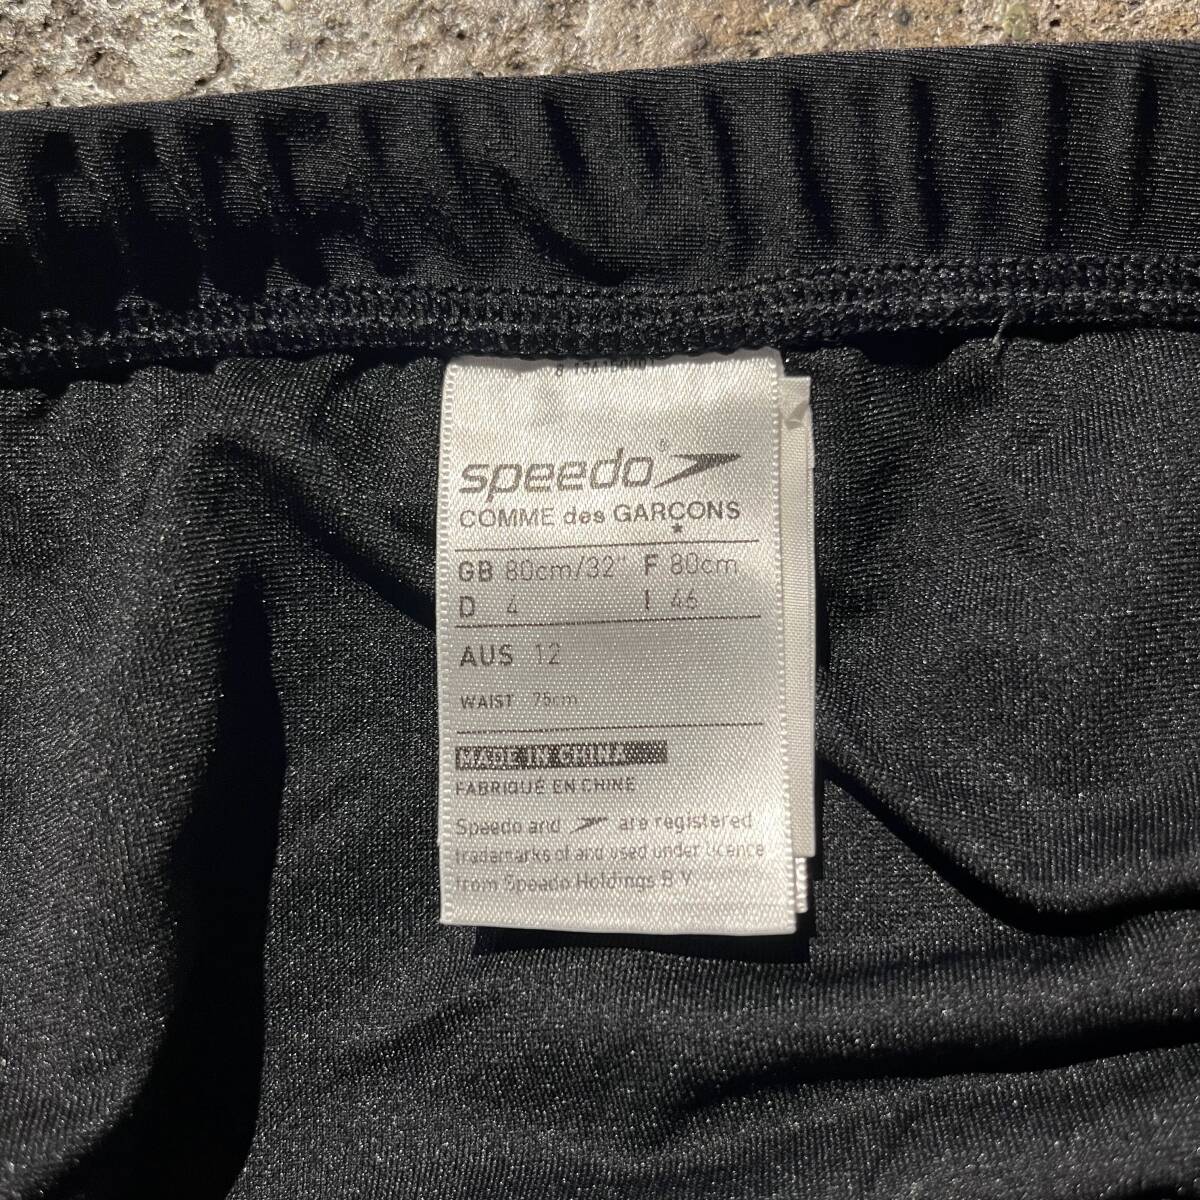 speedo®
COMME des GARÇONS
GB 80cm/32" F 80cm
D 4 I 46
AUS 12
WAIST 75cm
MADE IN CHINA
FABRIQUÉ EN CHINE
Speedo and are registered
trademarks of and used under licence
from Speedo Holdings B.V.